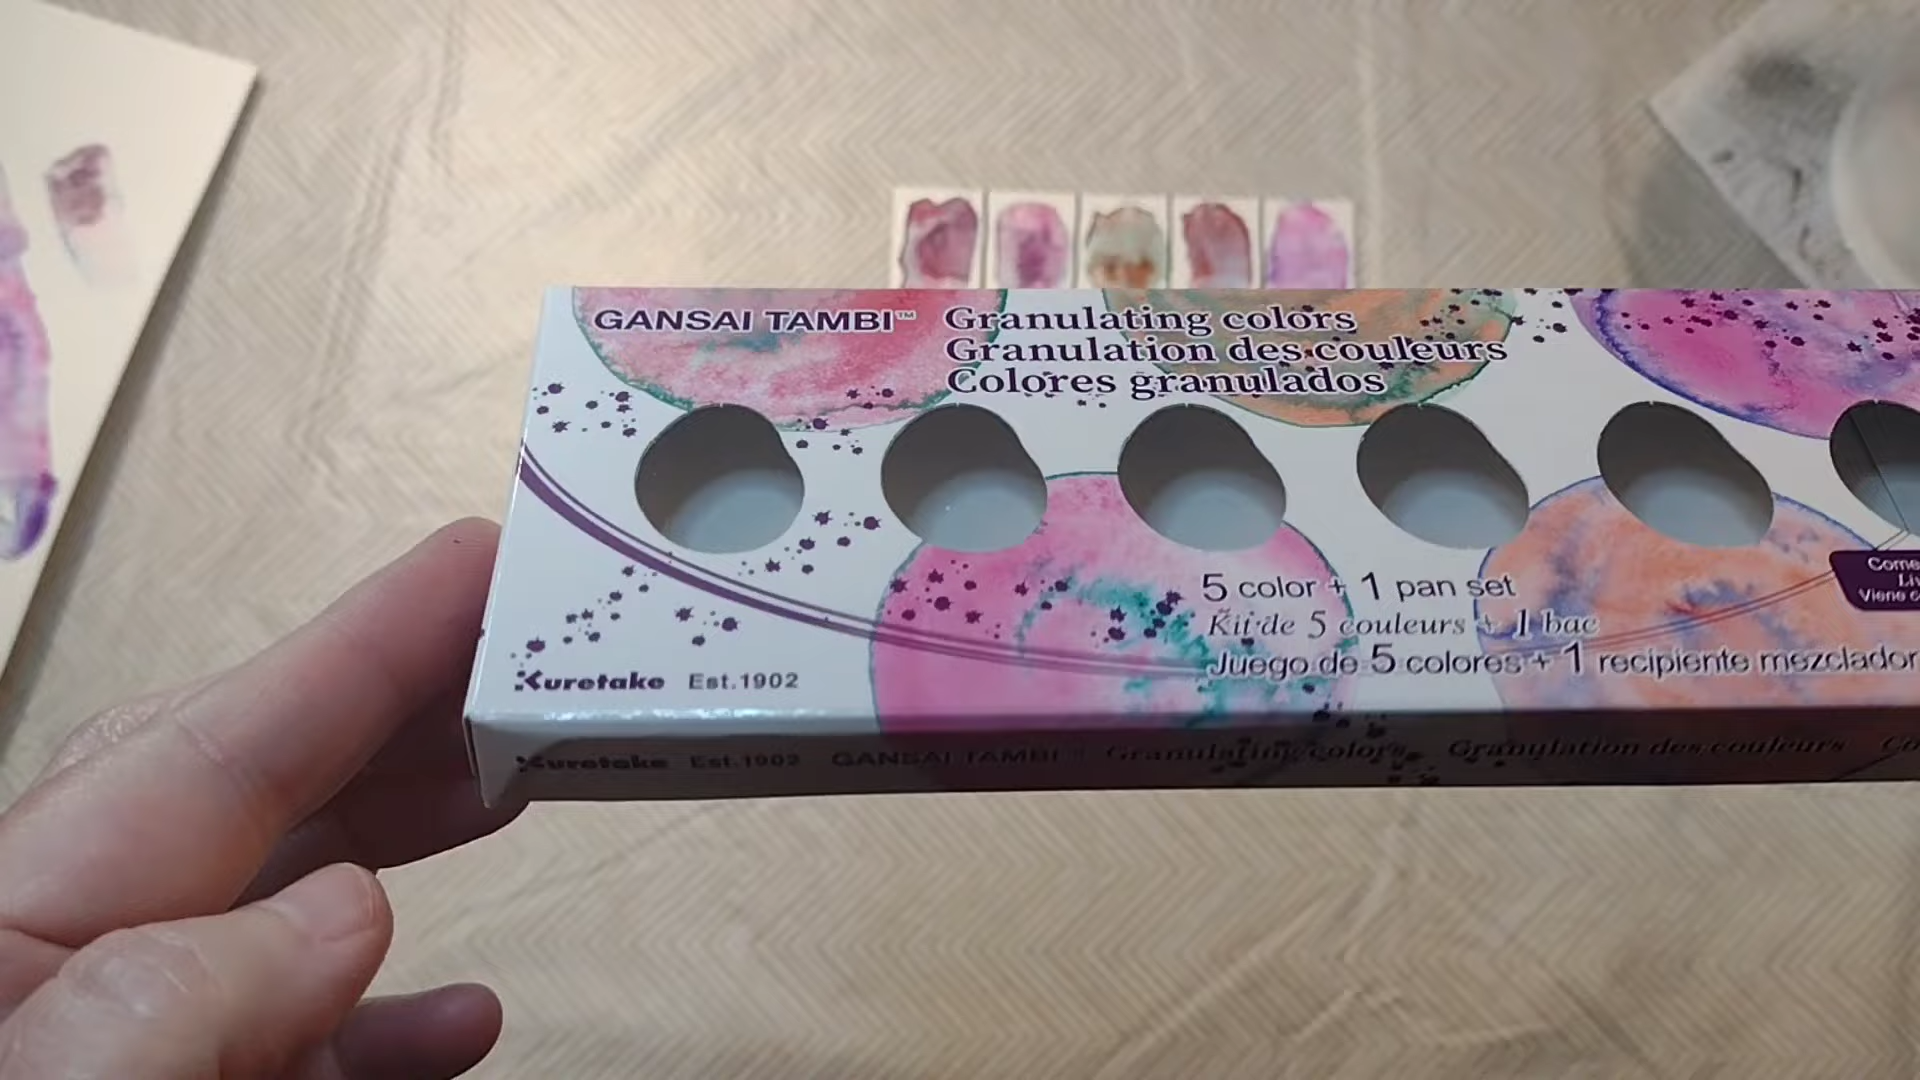 GANSAI TAMBI™
Granulating colors
Granulation des couleurs
Colores granulados
5 color + 1 pan set
Kit de 5 couleurs + 1 bac
Juego de 5 colores + 1 recipiente mezclador
Viene
Kuretake Est.1902
Kuretake Est.1902 GANSAI TAMBI™ Granulating colors Granulation des couleurs